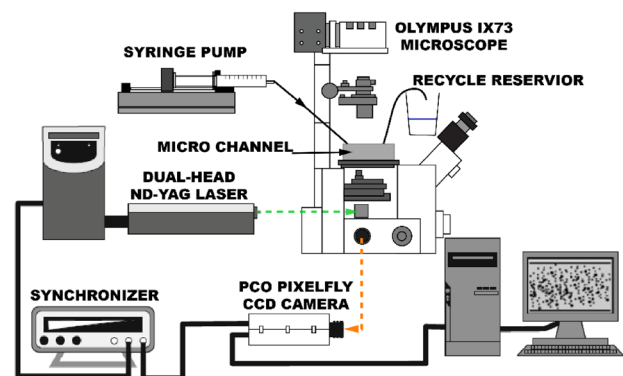 OLYMPUS IX73
MICROSCOPE
SYRINGE PUMP
RECYCLE RESERVIOR
MICRO CHANNEL
DUAL-HEAD
ND-YAG LASER
PCO PIXELFLY
CCD CAMERA
SYNCHRONIZER